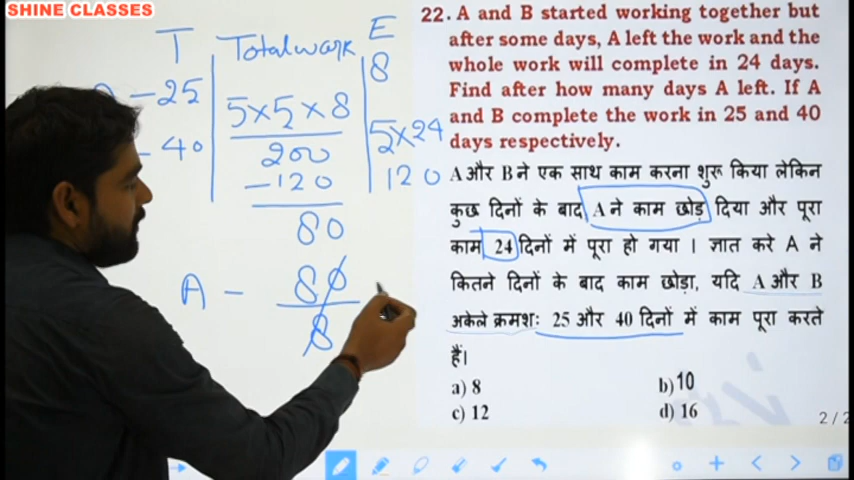 SHINE CLASSES
T Totalwork E
- 25 8
5×5×8
- 40 200 5×24
-120 120
80
A - 80
8
22. A and B started working together but
after some days, A left the work and the
whole work will complete in 24 days.
Find after how many days A left. If A
and B complete the work in 25 and 40
days respectively.
A और B ने एक साथ काम करना शुरू किया लेकिन
कुछ दिनों के बाद A ने काम छोड़ दिया और पूरा
काम 24 दिनों में पूरा हो गया । ज्ञात करे A ने
कितने दिनों के बाद काम छोड़ा, यदि A और B
अकेले क्रमशः 25 और 40 दिनों में काम पूरा करते
हैं।
a) 8 b) 10
c) 12 d) 16
2/2